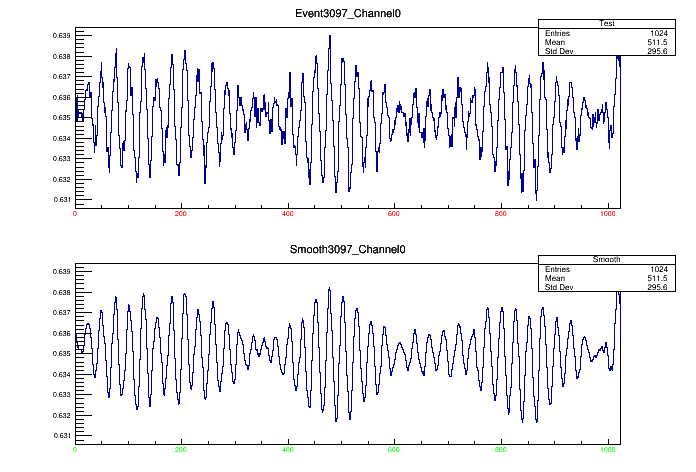 Event3097_Channel0
Test
Entries 1024
Mean 511.5
Std Dev 295.6
0.639
0.638
0.637
0.636
0.635
0.634
0.633
0.632
0.631
0 200 400 600 800 1000
Smooth3097_Channel0
Smooth
Entries 1024
Mean 511.5
Std Dev 295.6
0.639
0.638
0.637
0.636
0.635
0.634
0.633
0.632
0.631
0 200 400 600 800 1000